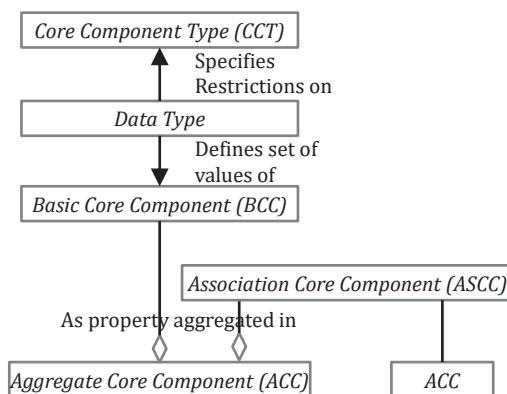 Core Component Type (CCT)
Specifies
Restrictions on
Data Type
Defines set of
values of
Basic Core Component (BCC)
Association Core Component (ASCC)
As property aggregated in
Aggregate Core Component (ACC)
ACC